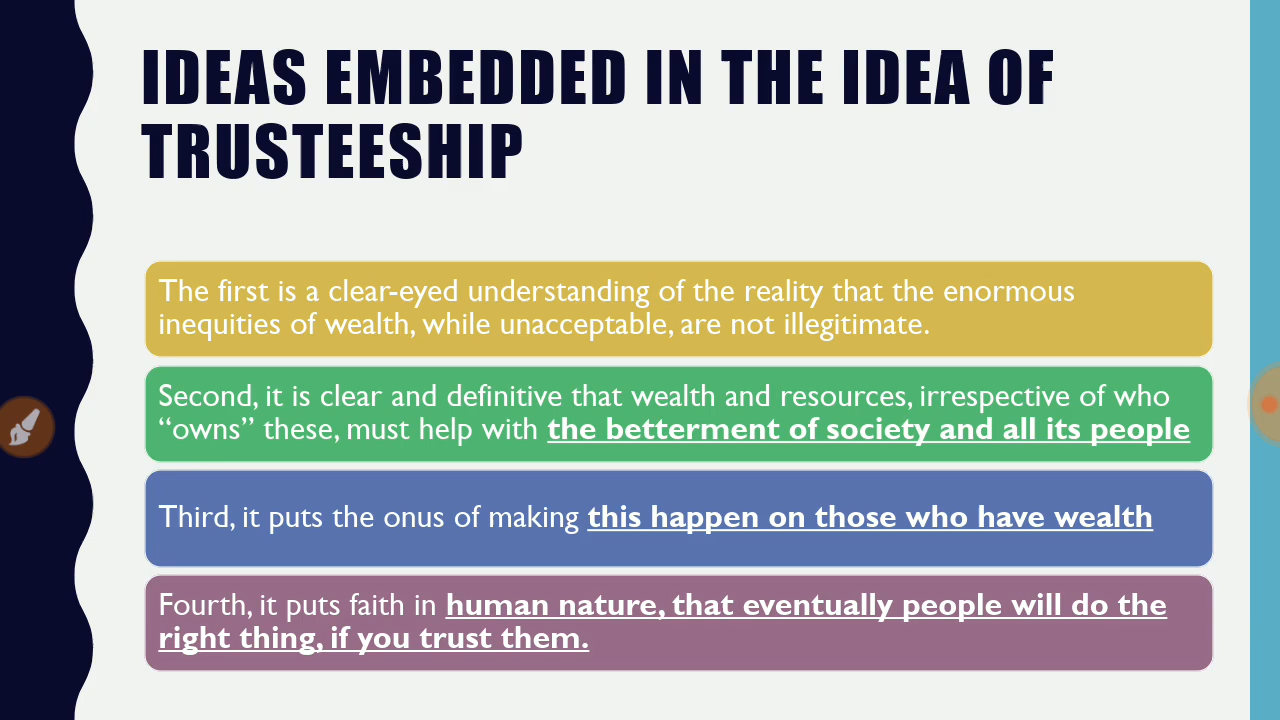 IDEAS EMBEDDED IN THE IDEA OF
TRUSTEESHIP
The first is a clear-eyed understanding of the reality that the enormous
inequities of wealth, while unacceptable, are not illegitimate.
Second, it is clear and definitive that wealth and resources, irrespective of who
“owns” these, must help with the betterment of society and all its people
Third, it puts the onus of making this happen on those who have wealth
Fourth, it puts faith in human nature, that eventually people will do the
right thing, if you trust them.